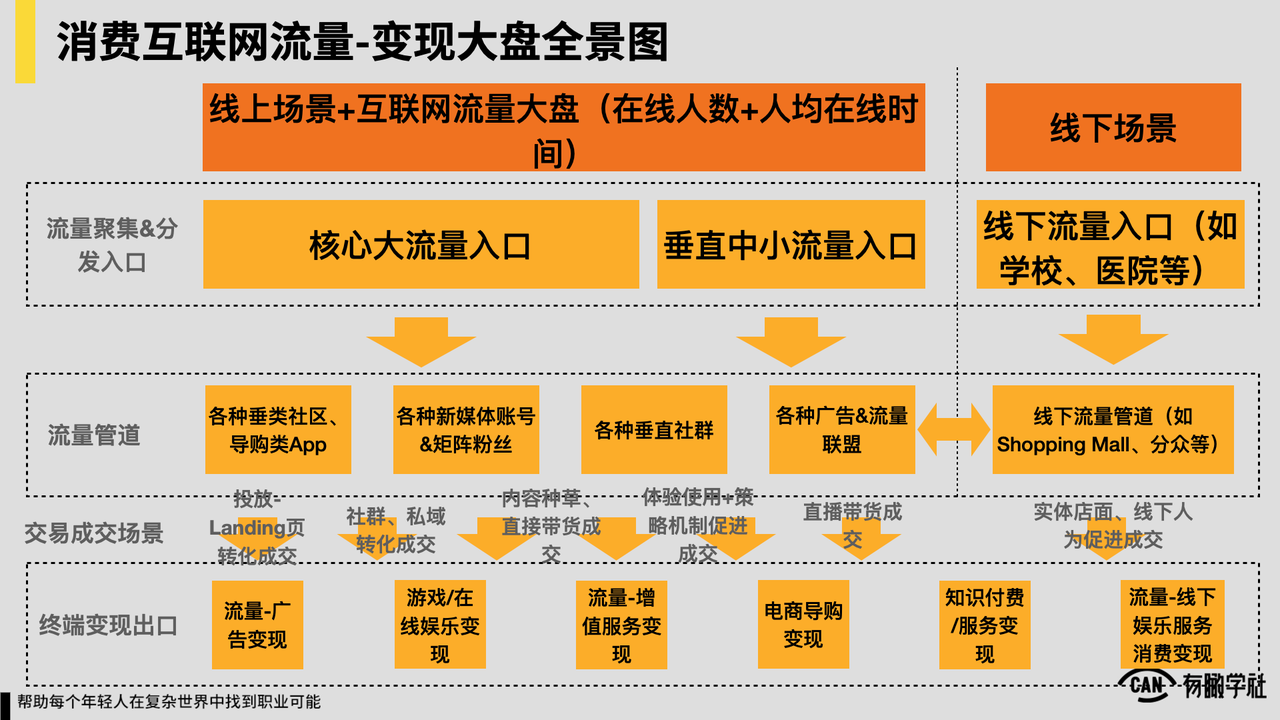 消费互联网流量-变现大盘全景图
线上场景+互联网流量大盘（在线人数+人均在线时
间）
线下场景
流量聚集&分
发入口
核心大流量入口
垂直中小流量入口
线下流量入口（如
学校、医院等）
流量管道
各种垂类社区、
导购类App
各种新媒体账号
&矩阵粉丝
各种垂直社群
各种广告&流量
联盟
线下流量管道（如
Shopping Mall、分众等）
交易成交场景
投放-
Landing页
转化成交
社群、私域
转化成交
内容种草、
直接带货成
交
体验使用+策
略机制促进
成交
直播带货成
交
实体店面、线下人
为促进成交
终端变现出口
流量-广
告变现
游戏/在
线娱乐变
现
流量-增
值服务变
现
电商导购
变现
知识付费
/服务变
现
流量-线下
娱乐服务
消费变现
帮助每个年轻人在复杂世界中找到职业可能
CAN
有瞰学社